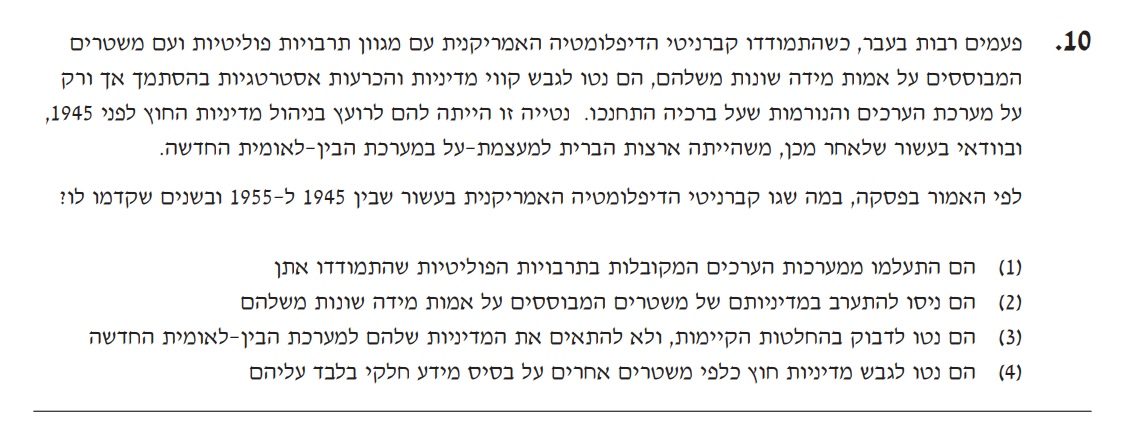 10. פעמים רבות בעבר, כשהתמודדו קברניטי הדיפלומטיה האמריקנית עם מגוון תרבויות פוליטיות ועם משטרים
המבוססים על אמות מידה שונות משלהם, הם נטו לגבש קווי מדיניות והכרעות אסטרטגיות בהסתמך אך ורק
על מערכת הערכים והנורמות שעל ברכיה התחנכו. נטייה זו הייתה להם לרועץ בניהול מדיניות החוץ לפני 1945,
ובוודאי בעשור שלאחר מכן, משהייתה ארצות הברית למעצמת-על במערכת הבין-לאומית החדשה.
לפי האמור בפסקה, במה שגו קברניטי הדיפלומטיה האמריקנית בעשור שבין 1945 ל-1955 ובשנים שקדמו לו?
(1) הם התעלמו ממערכות הערכים המקובלות בתרבויות הפוליטיות שהתמודדו אתן
(2) הם ניסו להתערב במדיניותם של משטרים המבוססים על אמות מידה שונות משלהם
(3) הם נטו לדבוק בהחלטות הקיימות, ולא להתאים את המדיניות שלהם למערכת הבין-לאומית החדשה
(4) הם נטו לגבש מדיניות חוץ כלפי משטרים אחרים על בסיס מידע חלקי בלבד עליהם